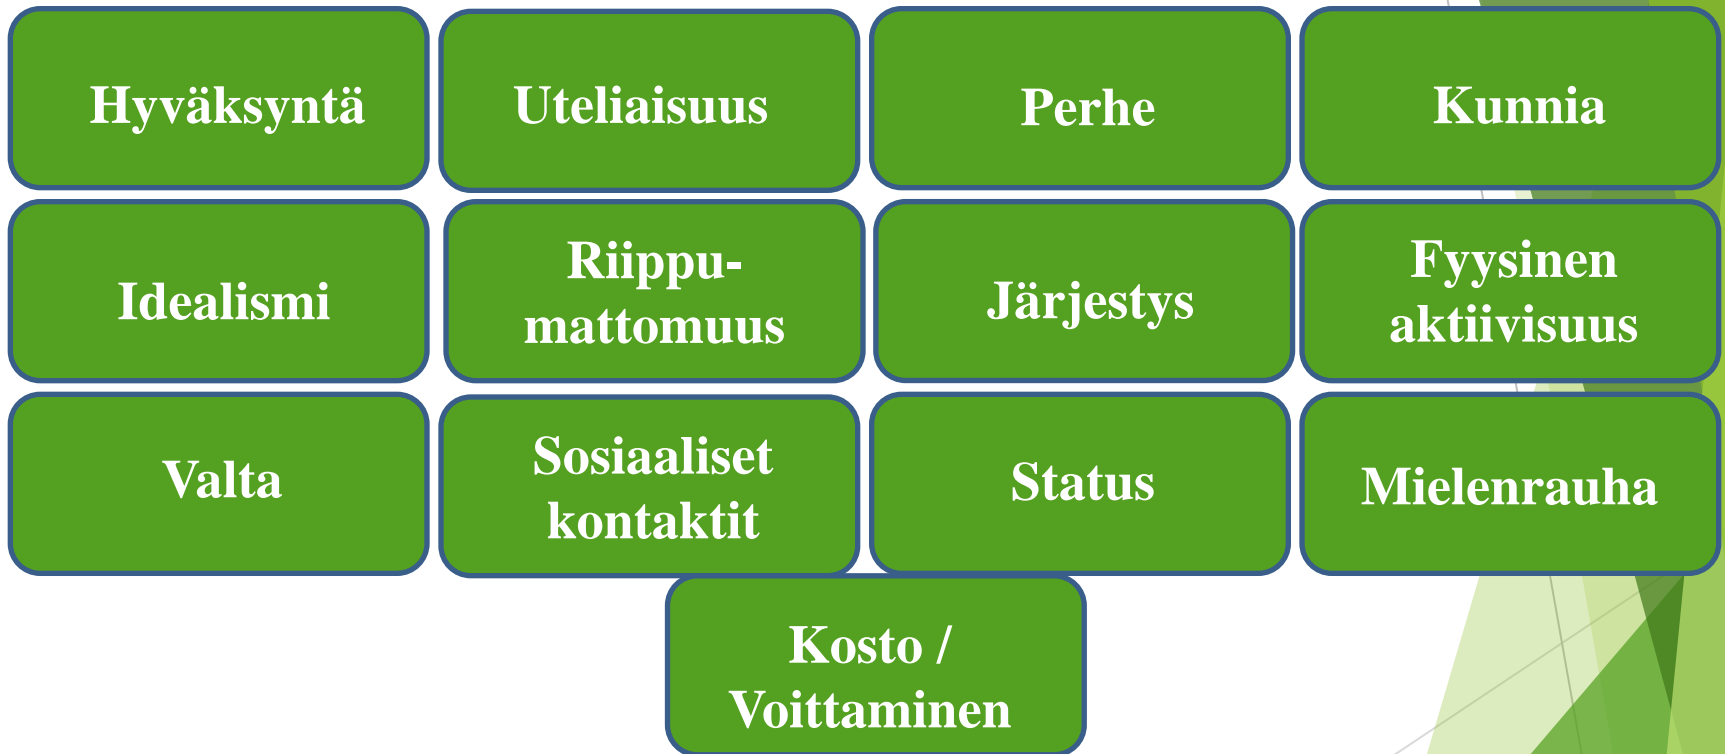 Hyväksyntä
Uteliaisuus
Perhe
Kunnia
Idealismi
Riippu-
mattomuus
Järjestys
Fyysinen
aktiivisuus
Valta
Sosiaaliset
kontaktit
Status
Mielenrauha
Kosto /
Voittaminen